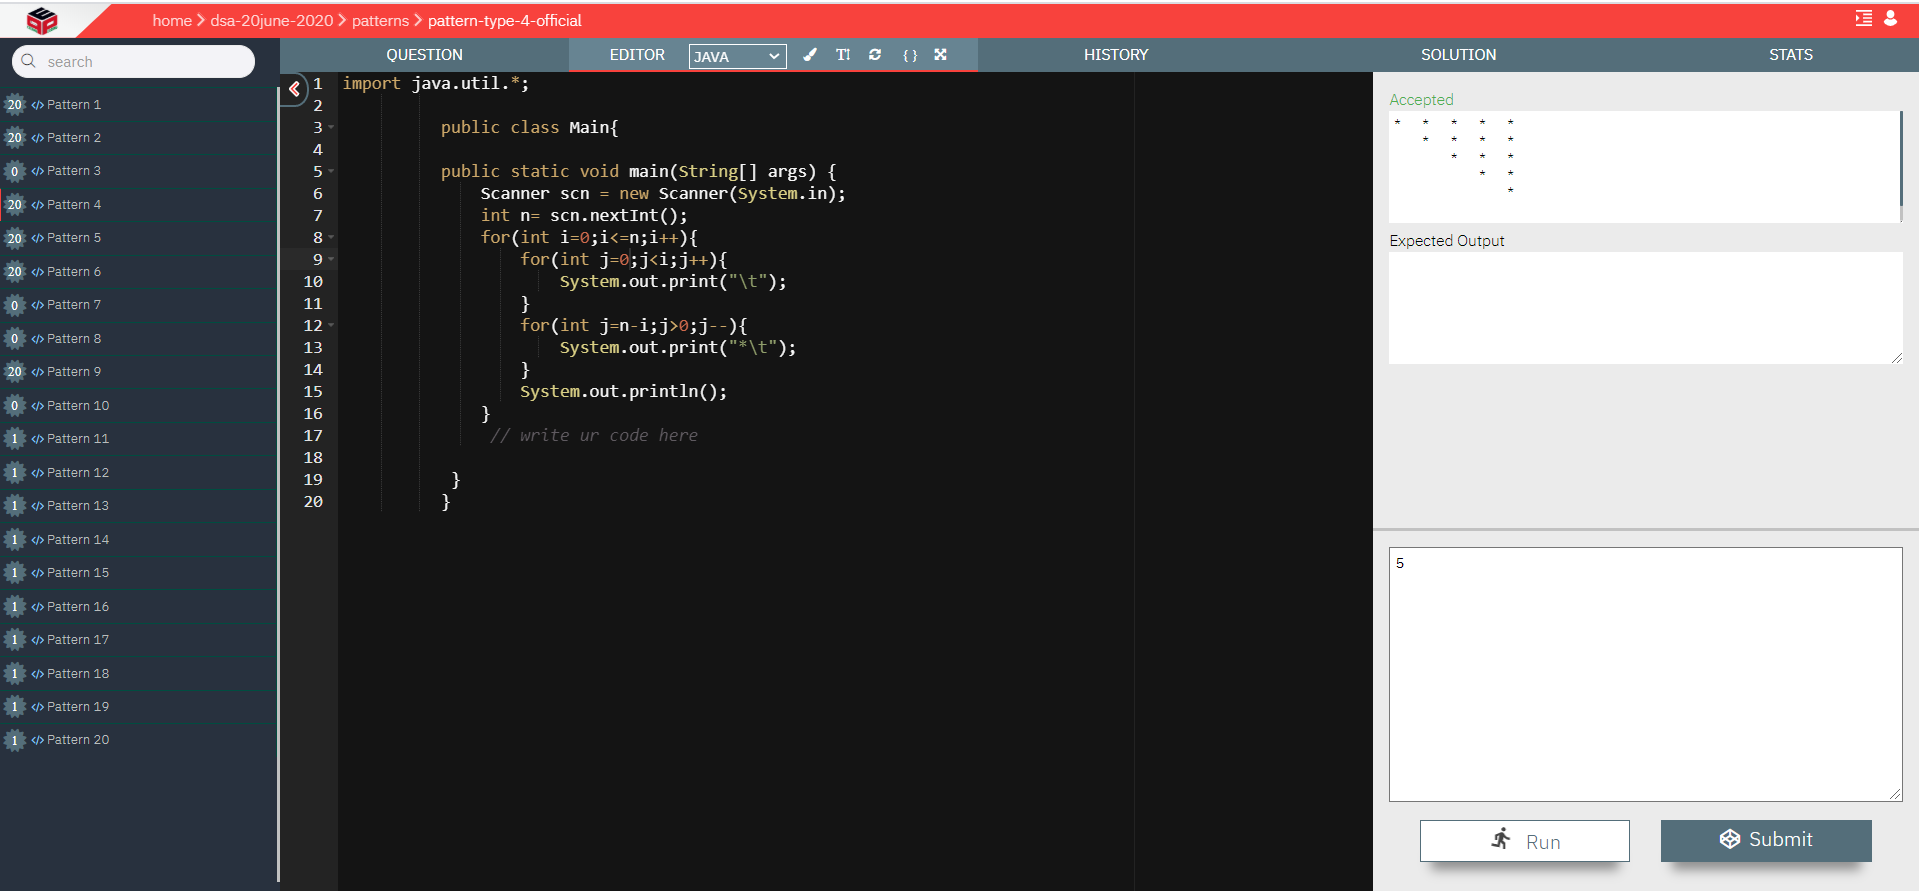 home > dsa-20june-2020 > patterns > pattern-type-4-official
search
20 </> Pattern 1
20 </> Pattern 2
0 </> Pattern 3
20 </> Pattern 4
20 </> Pattern 5
20 </> Pattern 6
0 </> Pattern 7
0 </> Pattern 8
20 </> Pattern 9
0 </> Pattern 10
1 </> Pattern 11
1 </> Pattern 12
1 </> Pattern 13
1 </> Pattern 14
1 </> Pattern 15
1 </> Pattern 16
1 </> Pattern 17
1 </> Pattern 18
1 </> Pattern 19
1 </> Pattern 20
QUESTION EDITOR JAVA T! { } HISTORY SOLUTION STATS
1 import java.util.*;
2
3 public class Main{
4
5 public static void main(String[] args) {
6 Scanner scn = new Scanner(System.in);
7 int n= scn.nextInt();
8 for(int i=0;i<=n;i++){
9 for(int j=0;j<i;j++){
10 System.out.print("\t");
11 }
12 for(int j=n-i;j>0;j--){
13 System.out.print("*\t");
14 }
15 System.out.println();
16 }
17 // write ur code here
18
19 }
20 }
Accepted
* * * * *
* * * *
* * *
* *
*
Expected Output
5
Run Submit